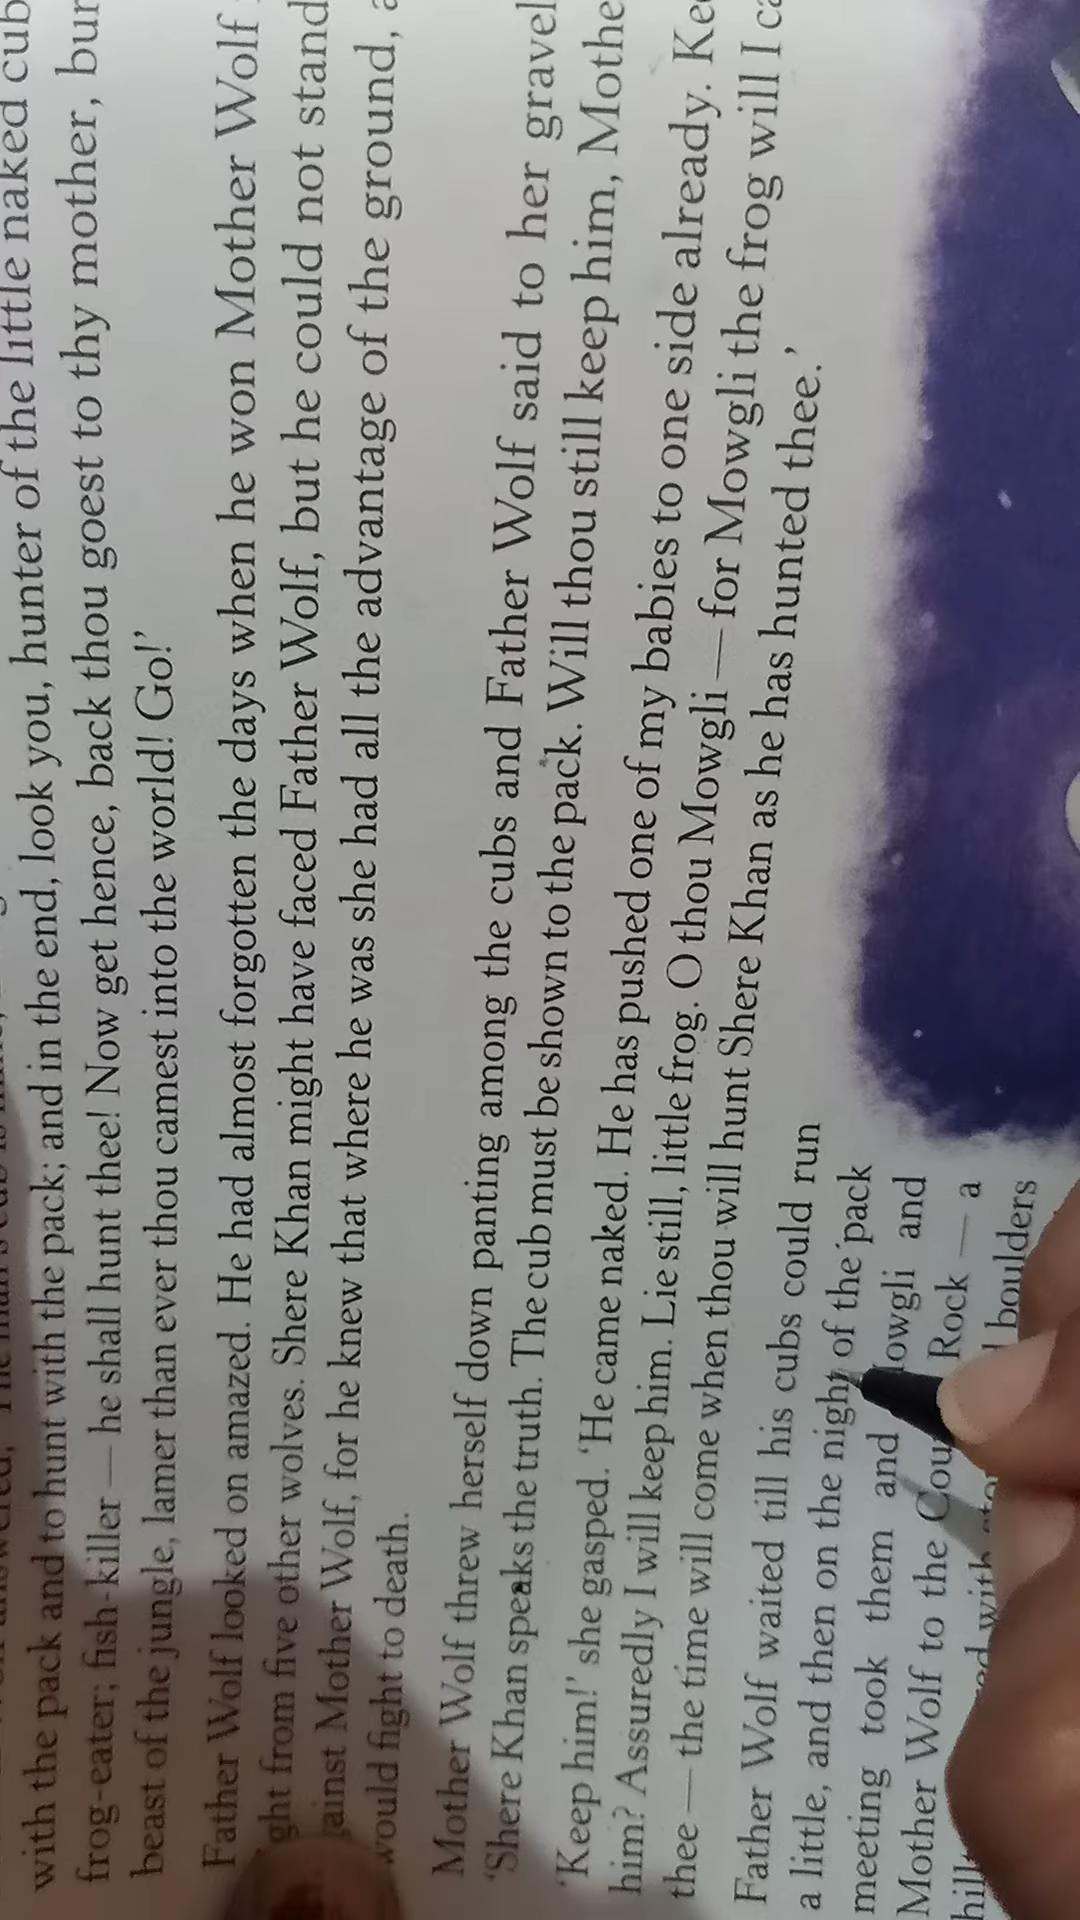 with the pack and to hunt with the pack; and in the end, look you, hunter of the little naked cub
frog-eater; fish-killer — he shall hunt thee! Now get hence, back thou goest to thy mother, bur
beast of the jungle, lamer than ever thou camest into the world! Go!'
Father Wolf looked on amazed. He had almost forgotten the days when he won Mother Wolf
ght from five other wolves. Shere Khan might have faced Father Wolf, but he could not stand
ainst Mother Wolf, for he knew that where he was she had all the advantage of the ground, a
would fight to death.
Mother Wolf threw herself down panting among the cubs and Father Wolf said to her gravel
'Shere Khan speaks the truth. The cub must be shown to the pack. Will thou still keep him, Mothe
'Keep him!' she gasped. 'He came naked. He has pushed one of my babies to one side already. Kee
him? Assuredly I will keep him. Lie still, little frog. O thou Mowgli — for Mowgli the frog will I ca
thee — the time will come when thou will hunt Shere Khan as he has hunted thee.'
Father Wolf waited till his cubs could run
a little, and then on the night of the pack
meeting took them and owgli and
Mother Wolf to the Cou Rock — a
boulders